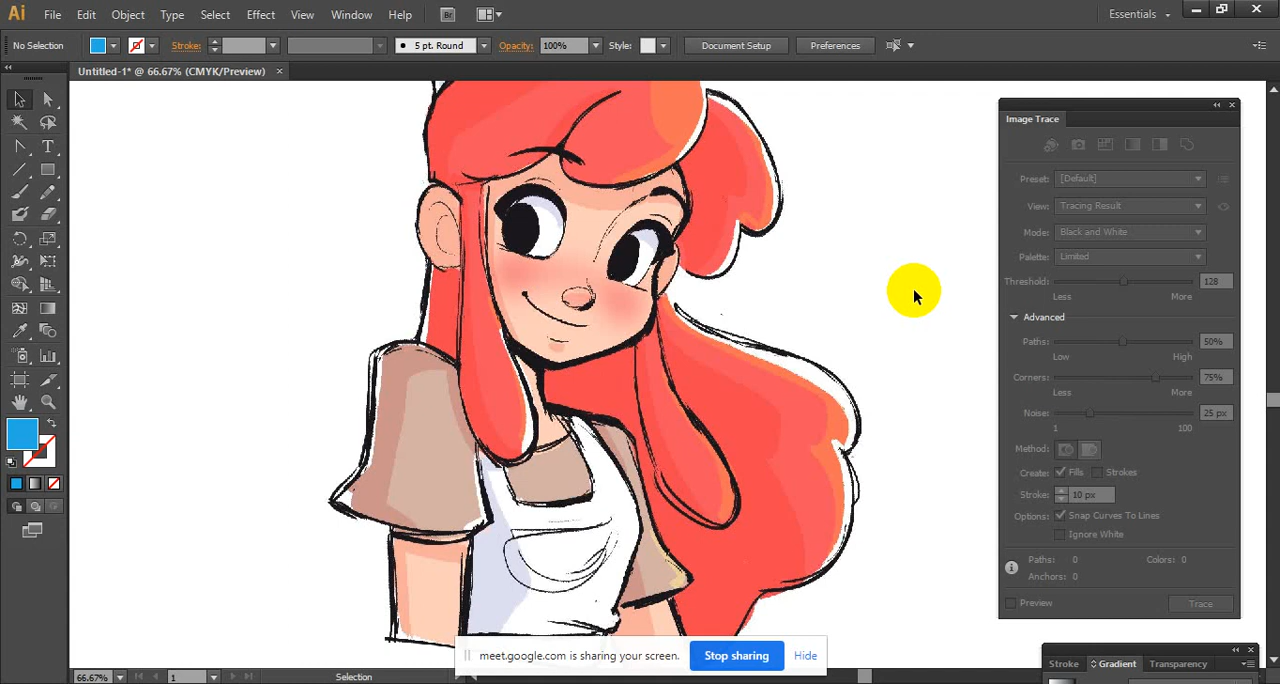 Ai File Edit Object Type Select Effect View Window Help Br Essentials
No Selection Stroke: 5 pt. Round Opacity: 100% Style: Document Setup Preferences
Untitled-1* @ 66.67% (CMYK/Preview)
Image Trace
Preset: [Default]
View: Tracing Result
Mode: Black and White
Palette: Limited
Threshold: 128
Less More
Advanced
Paths: 50%
Low High
Corners: 75%
Less More
Noise: 25 px
1 100
Method:
Create: Fills Strokes
Stroke: 10 px
Options: Snap Curves To Lines
Ignore White
Paths: 0 Colors: 0
Anchors: 0
Preview Trace
meet.google.com is sharing your screen. Stop sharing Hide
Stroke Gradient Transparency
66.67% 1 Selection